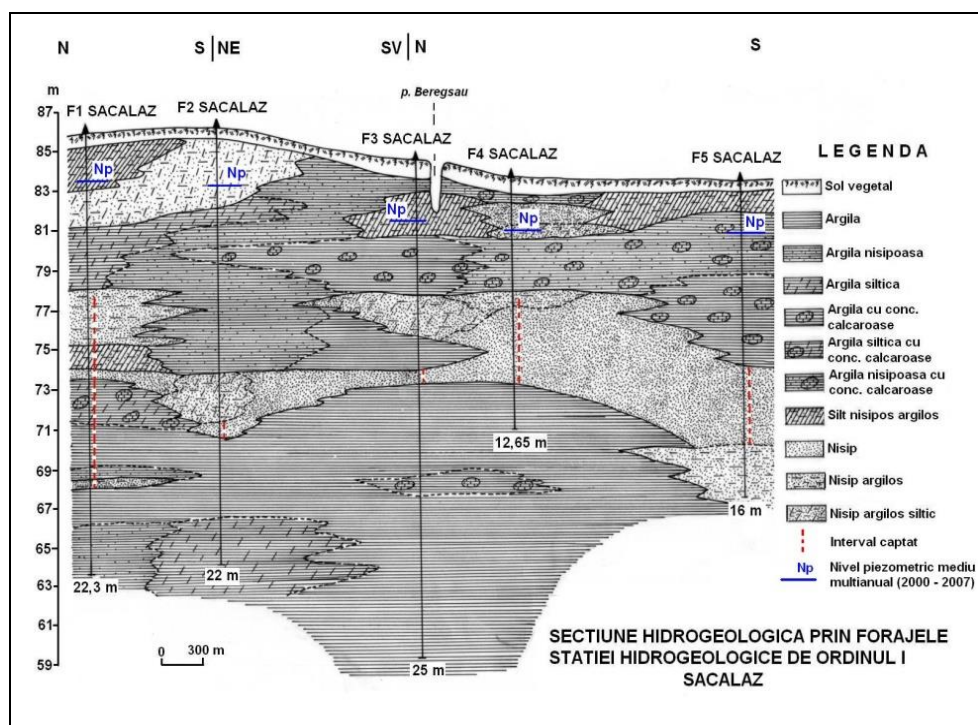 N S NE SV N S
m
p. Beregsau
F1 SACALAZ F2 SACALAZ
F3 SACALAZ
F4 SACALAZ
F5 SACALAZ
87
85
83
81
79
77
75
73
71
69
67
65
63
61
59
Np
Np
Np
Np
Np
22,3 m
22 m
25 m
12,65 m
16 m
0 300 m
LEGENDA
Sol vegetal
Argila
Argila nisipoasa
Argila siltica
Argila cu conc.
calcaroase
Argila siltica cu
conc. calcaroase
Argila nisipoasa cu
conc. calcaroase
Silt nisipos argilos
Nisip
Nisip argilos
Nisip argilos siltic
Interval captat
Np Nivel piezometric mediu
multianual (2000 - 2007)
SECTIUNE HIDROGEOLOGICA PRIN FORAJELE
STATIEI HIDROGEOLOGICE DE ORDINUL I
SACALAZ